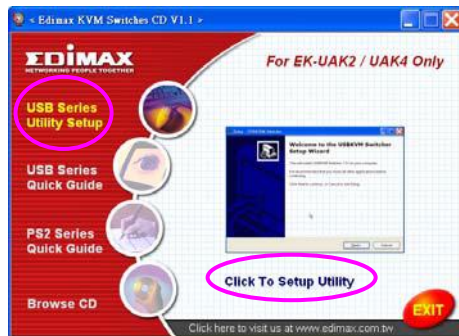 < Edimax KVM Switches CD V1.1 >
EDIMAX
NETWORKING PEOPLE TOGETHER
For EK-UAK2 / UAK4 Only
USB Series
Utility Setup
Welcome to the USBKVM Switcher
Setup Wizard
USB Series
Quick Guide
PS2 Series
Quick Guide
Click To Setup Utility
Browse CD
EXIT
Click here to visit us at www.edimax.com.tw